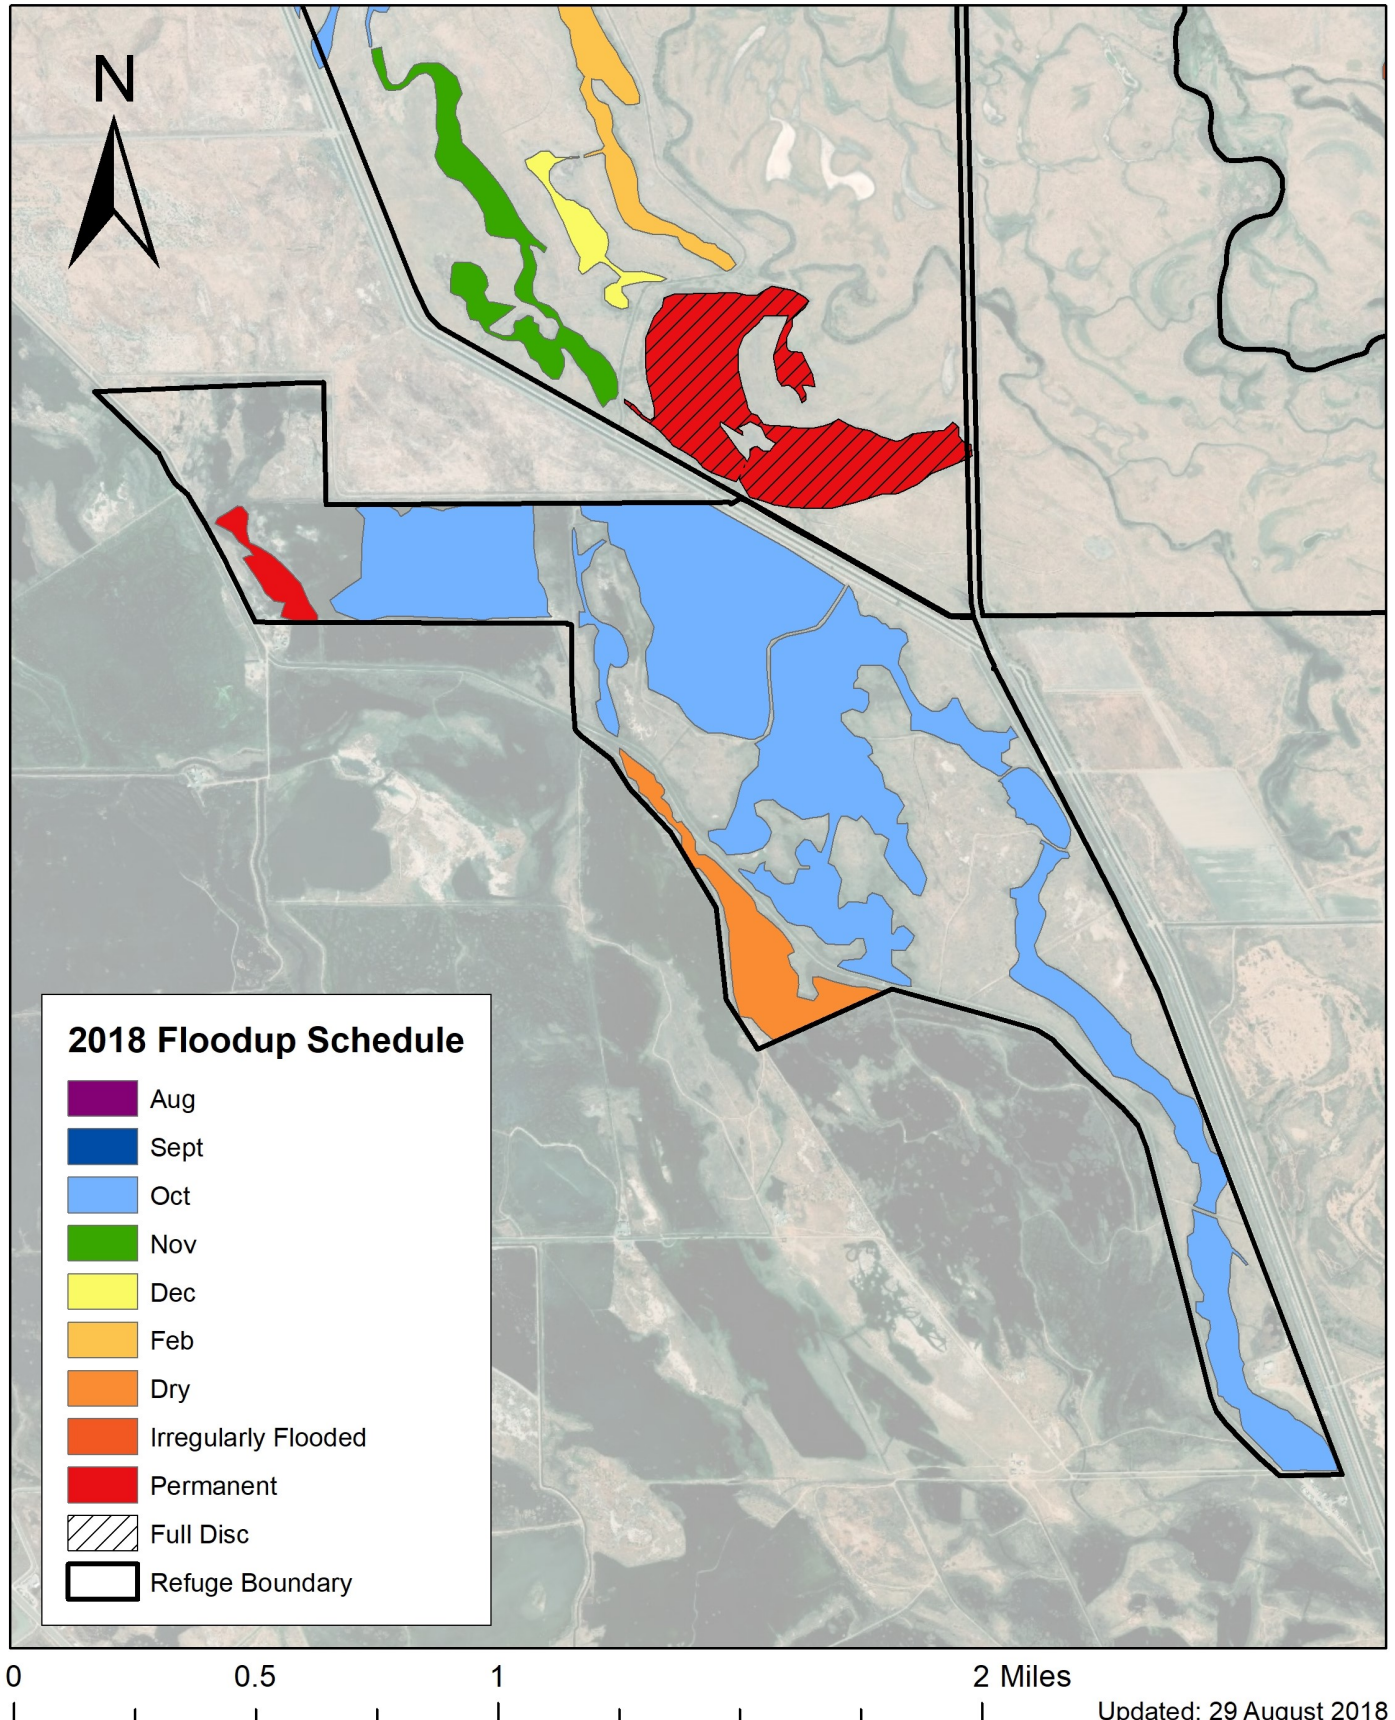 N
2018 Floodup Schedule
Aug
Sept
Oct
Nov
Dec
Feb
Dry
Irregularly Flooded
Permanent
Full Disc
Refuge Boundary
0 0.5 1 2 Miles
Updated: 29 August 2018